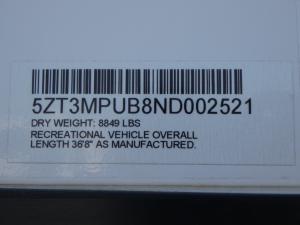 5ZT3MPUB8ND002521
DRY WEIGHT: 8849 LBS
RECREATIONAL VEHICLE OVERALL
LENGTH 36'8" AS MANUFACTURED.